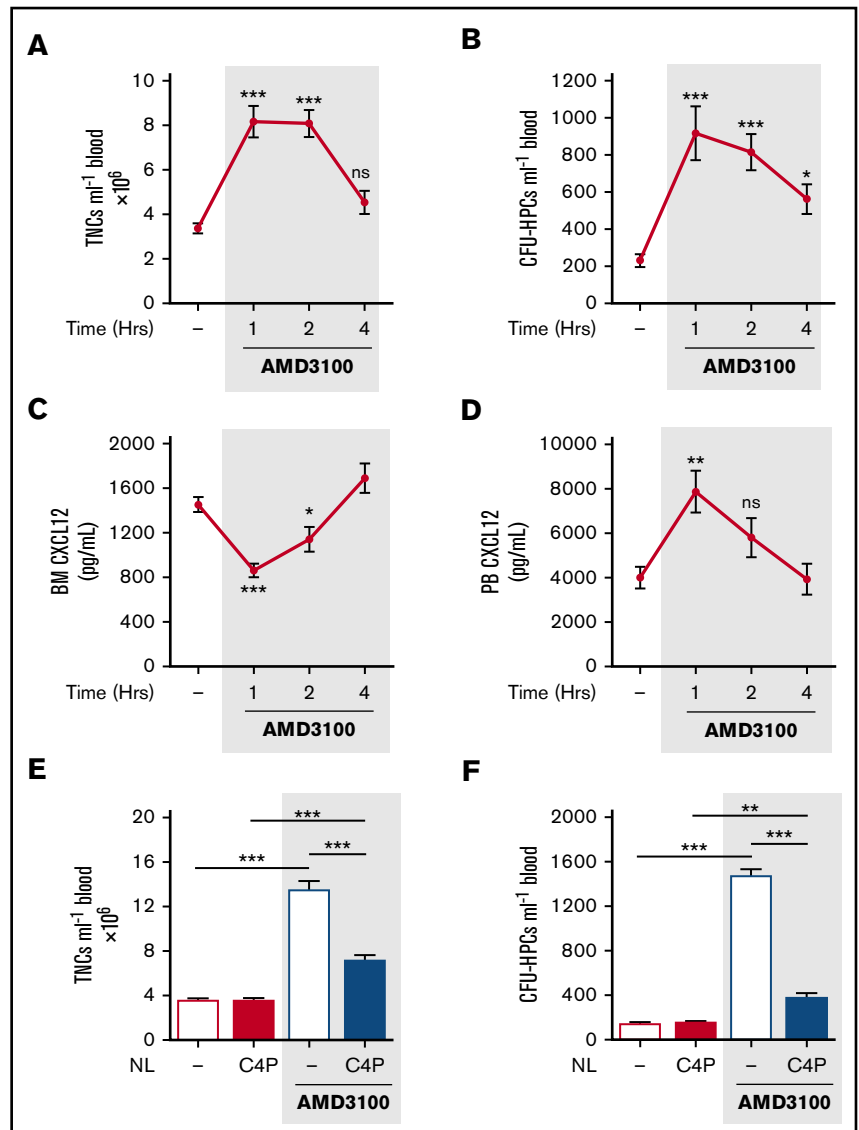 A
TNCs ml⁻¹ blood
×10⁶
10
8
6
4
2
0
***
***
ns
Time (Hrs)
– 1 2 4
AMD3100
B
CFU-HPCs ml⁻¹ blood
1200
1000
800
600
400
200
0
***
***
*
– 1 2 4
AMD3100
C
BM CXCL12
(pg/mL)
2000
1600
1200
800
400
0
***
*
Time (Hrs)
– 1 2 4
AMD3100
D
PB CXCL12
(pg/mL)
10000
8000
6000
4000
2000
0
**
ns
Time (Hrs)
– 1 2 4
AMD3100
E
TNCs ml⁻¹ blood
×10⁶
20
16
12
8
4
0
***
***
***
NL
– C4P – C4P
AMD3100
F
CFU-HPCs ml⁻¹ blood
2000
1600
1200
800
400
0
**
***
***
NL
– C4P – C4P
AMD3100